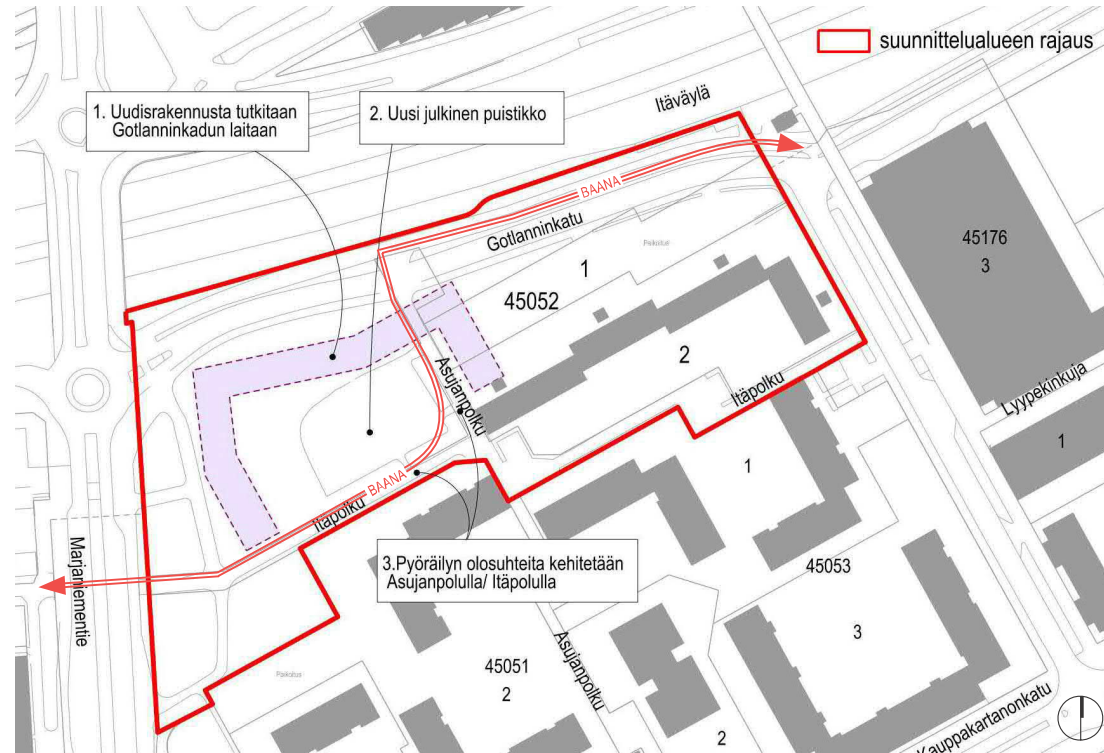 suunnittelualueen rajaus
Itäväylä
1. Uudisrakennusta tutkitaan
Gotlanninkadun laitaan
2. Uusi julkinen puistikko
BAANA
Gotlanninkatu
Pysäköinti
1
45052
45176
3
2
Asujanpolku
Itäpolku
Lyypekinkuja
1
1
BAANA
Itäpolku
3.Pyöräilyn olosuhteita kehitetään
Asujanpolulla/ Itäpolulla
Marjaniementie
45053
3
Asujanpolku
45051
2
Pysäköinti
2
Kauppakartanonkatu